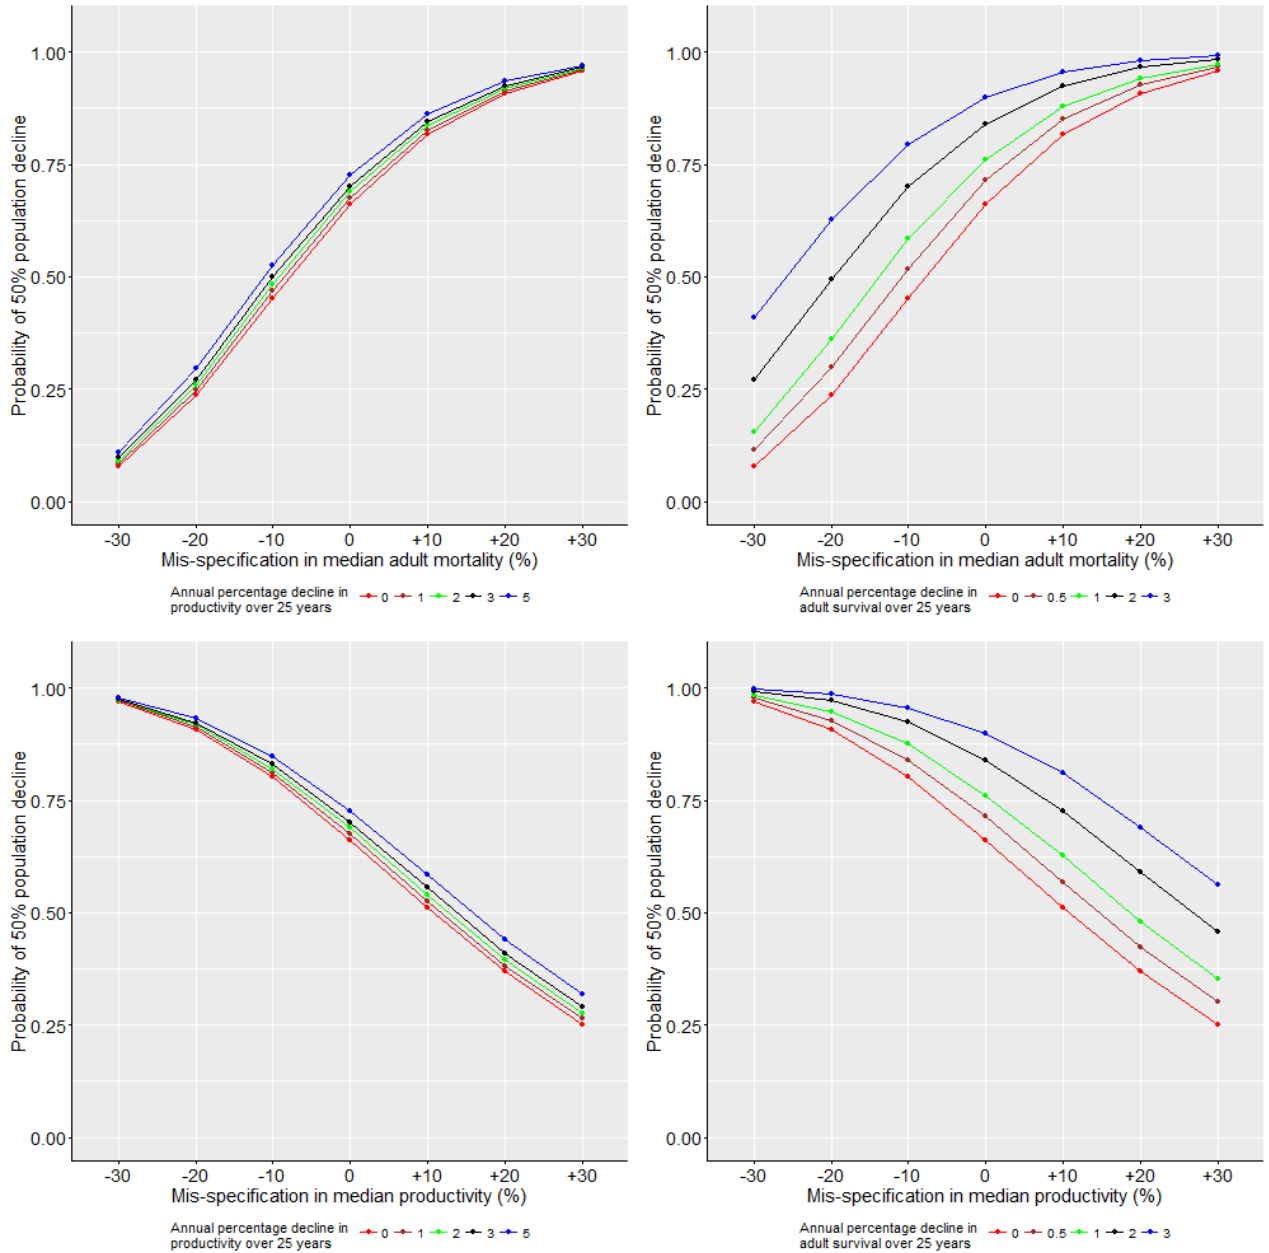 Probability of 50% population decline
1.00
0.75
0.50
0.25
0.00
-30 -20 -10 0 +10 +20 +30
Mis-specification in median adult mortality (%)
Annual percentage decline in
productivity over 25 years
0 1 2 3 5
Probability of 50% population decline
1.00
0.75
0.50
0.25
0.00
-30 -20 -10 0 +10 +20 +30
Mis-specification in median adult mortality (%)
Annual percentage decline in
adult survival over 25 years
0 0.5 1 2 3
Probability of 50% population decline
1.00
0.75
0.50
0.25
0.00
-30 -20 -10 0 +10 +20 +30
Mis-specification in median productivity (%)
Annual percentage decline in
productivity over 25 years
0 1 2 3 5
Probability of 50% population decline
1.00
0.75
0.50
0.25
0.00
-30 -20 -10 0 +10 +20 +30
Mis-specification in median productivity (%)
Annual percentage decline in
adult survival over 25 years
0 0.5 1 2 3